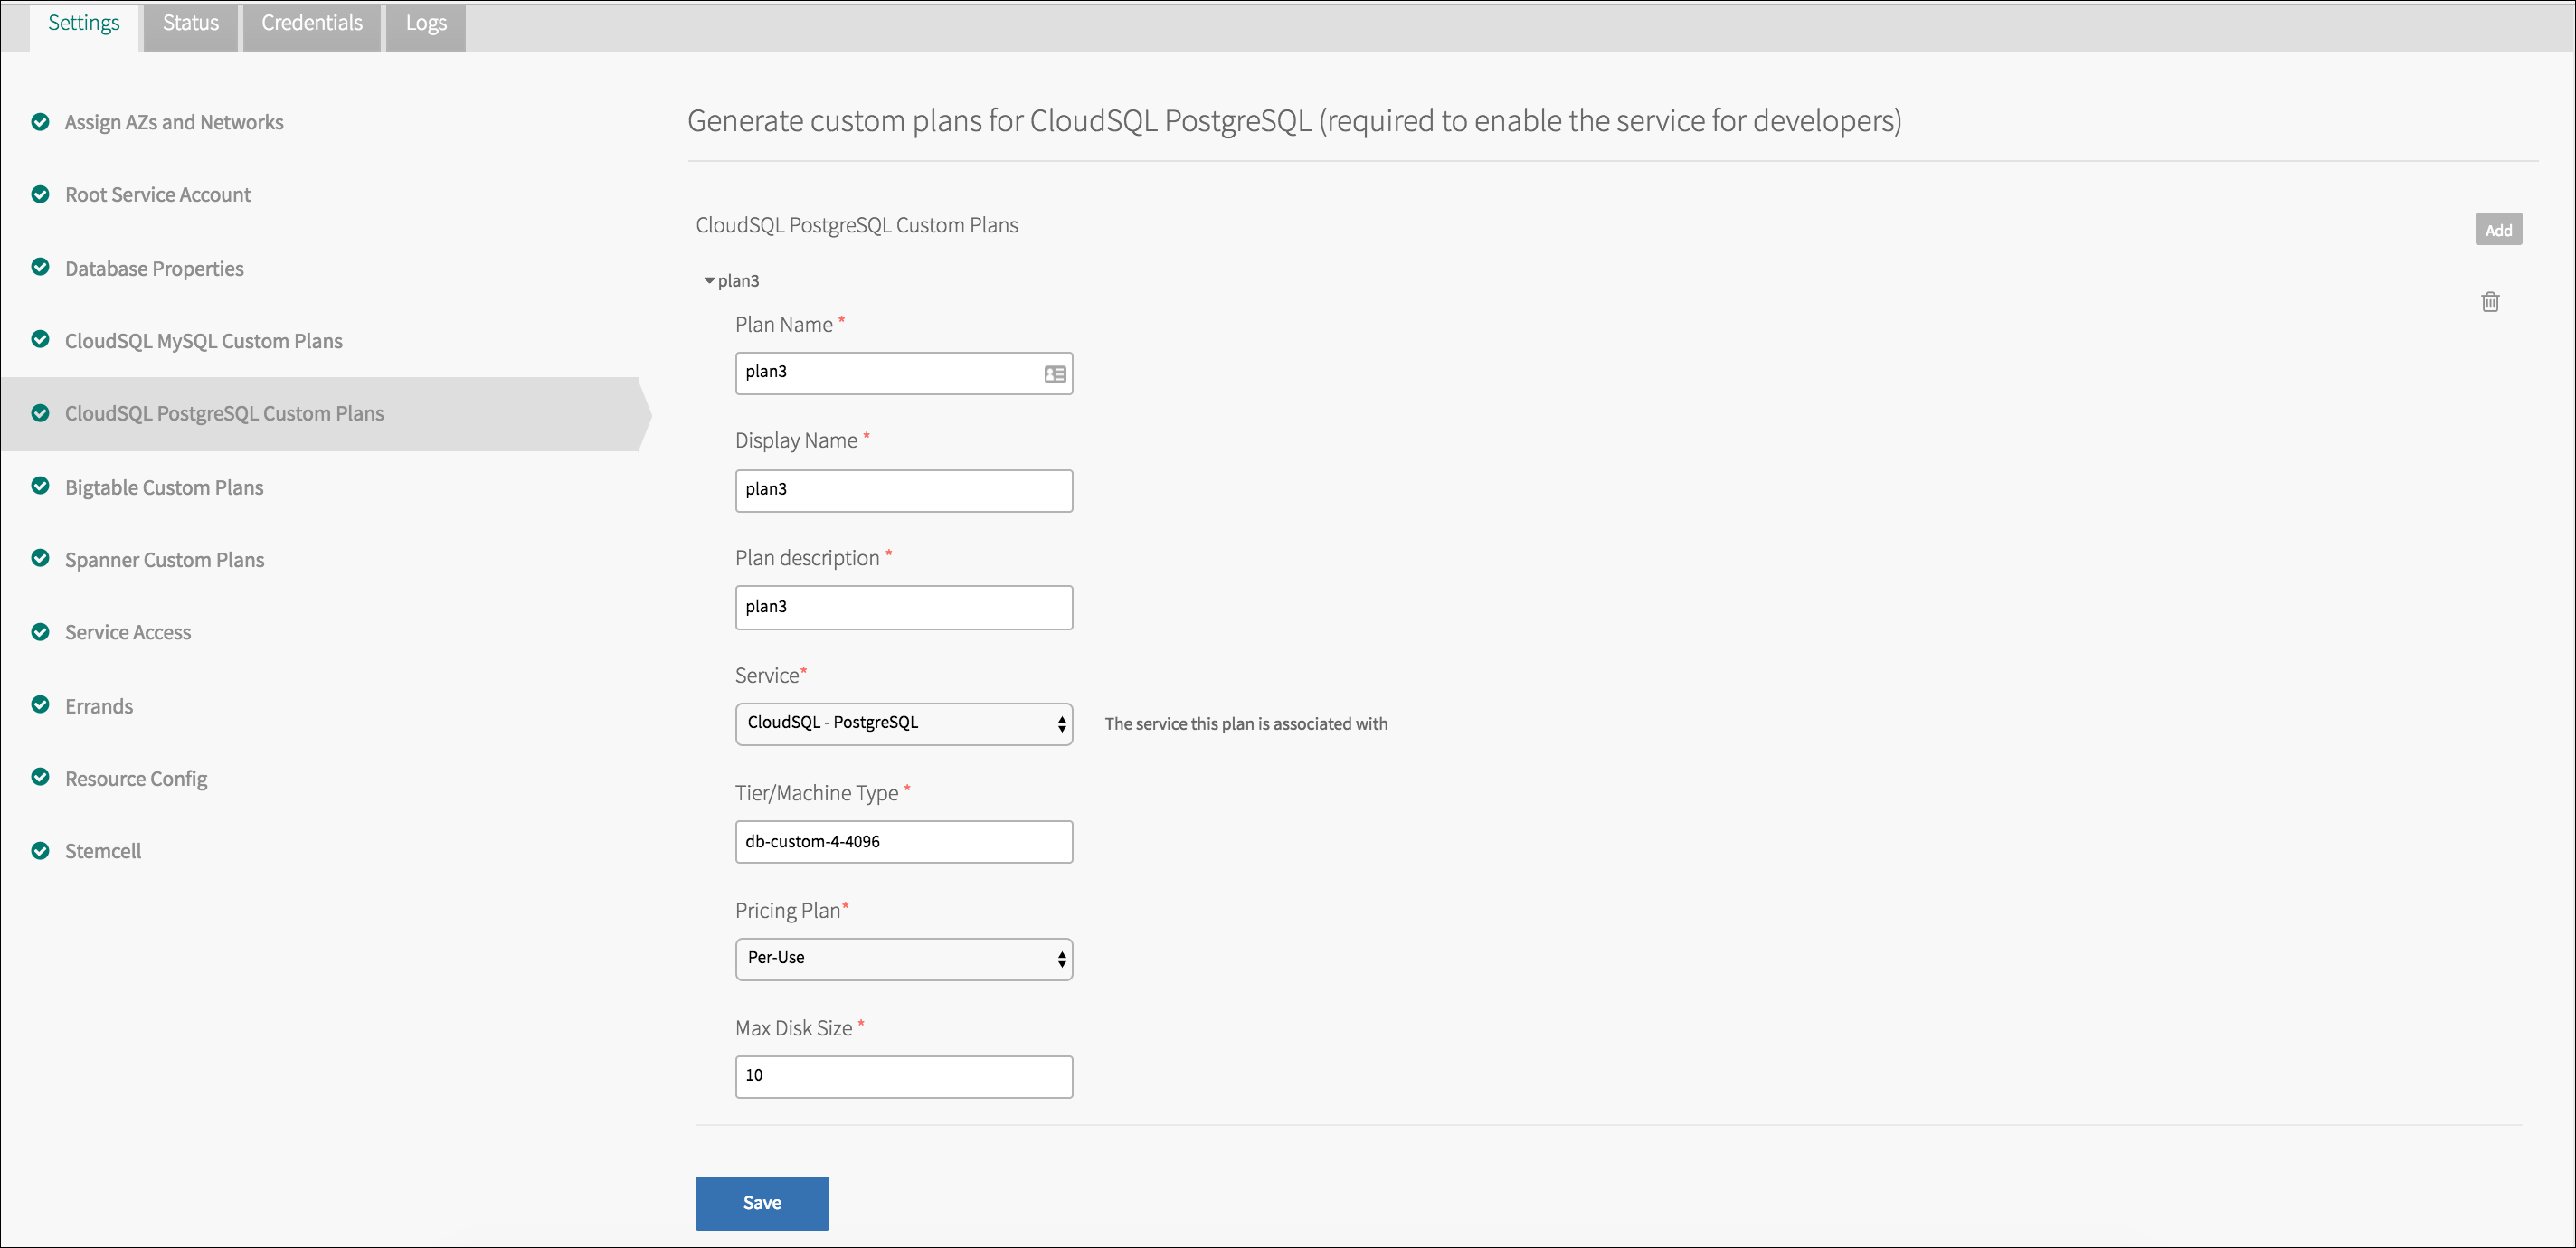 Settings
Status
Credentials
Logs
Assign AZs and Networks
Root Service Account
Database Properties
CloudSQL MySQL Custom Plans
CloudSQL PostgreSQL Custom Plans
Bigtable Custom Plans
Spanner Custom Plans
Service Access
Errands
Resource Config
Stemcell
Generate custom plans for CloudSQL PostgreSQL (required to enable the service for developers)
CloudSQL PostgreSQL Custom Plans
Add
plan3
Plan Name *
plan3
Display Name *
plan3
Plan description *
plan3
Service*
CloudSQL - PostgreSQL
The service this plan is associated with
Tier/Machine Type *
db-custom-4-4096
Pricing Plan*
Per-Use
Max Disk Size *
10
Save